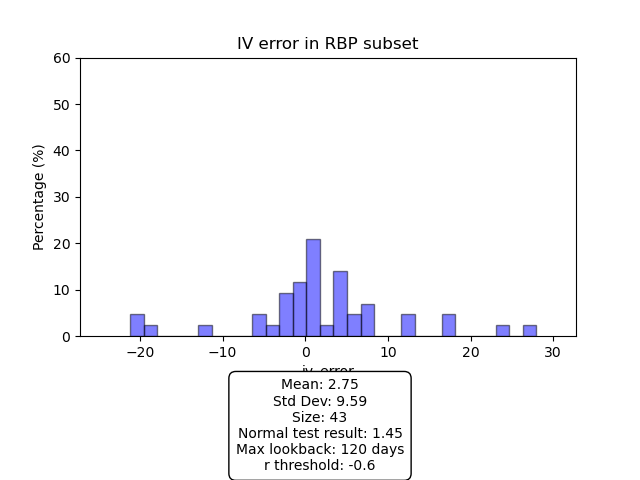 IV error in RBP subset
Percentage (%)
60
50
40
30
20
10
0
−20
−10
0
10
20
30
iv_error
Mean: 2.75
Std Dev: 9.59
Size: 43
Normal test result: 1.45
Max lookback: 120 days
r threshold: -0.6